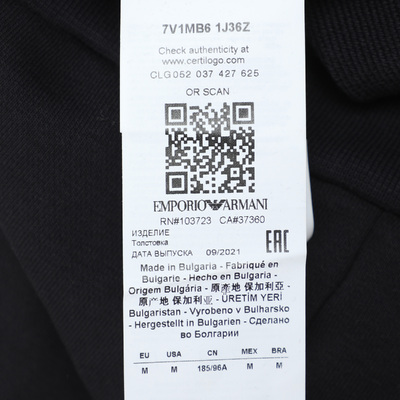 7V1MB6 1J36Z
Check authenticity at
www.certilogo.com
CLG052 037 427 625
OR SCAN
EMPORIO ARMANI
RN#103723 CA#37360
ИЗДЕЛИЕ
Толстовка
ДАТА ВЫПУСКА 09/2021
EAC
Made in Bulgaria - Fabriqué en
Bulgarie - Hecho en Bulgaria -
Origem Bulgária - 原产地 保加利亚 -
原產地 保加利亞 - ÜRETİM YERİ
Bulgaristan - Vyrobeno v Bulharsko
- Hergestellt in Bulgarien - Сделано
во Болгарии
EU USA CN MEX BRA
M M 185/96A M M